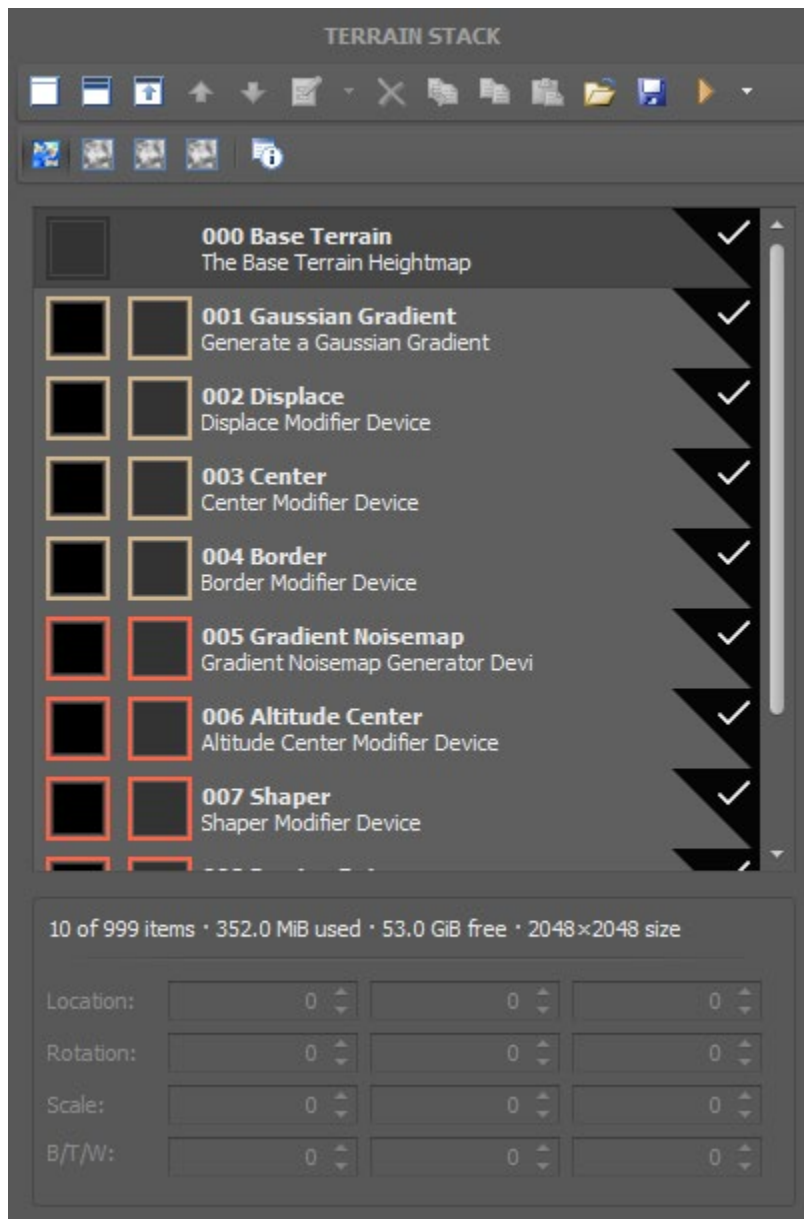 TERRAIN STACK
000 Base Terrain
The Base Terrain Heightmap
001 Gaussian Gradient
Generate a Gaussian Gradient
002 Displace
Displace Modifier Device
003 Center
Center Modifier Device
004 Border
Border Modifier Device
005 Gradient Noisemap
Gradient Noisemap Generator Devi
006 Altitude Center
Altitude Center Modifier Device
007 Shaper
Shaper Modifier Device
10 of 999 items · 352.0 MiB used · 53.0 GiB free · 2048×2048 size
Location: 0 0 0
Rotation: 0 0 0
Scale: 0 0 0
B/T/W: 0 0 0